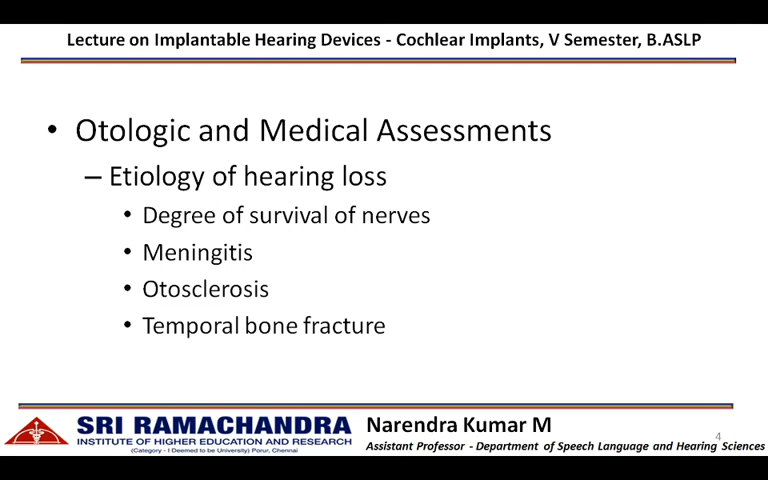 Lecture on Implantable Hearing Devices - Cochlear Implants, V Semester, B.ASLP
• Otologic and Medical Assessments
– Etiology of hearing loss
• Degree of survival of nerves
• Meningitis
• Otosclerosis
• Temporal bone fracture
SRI RAMACHANDRA
INSTITUTE OF HIGHER EDUCATION AND RESEARCH
(Category - I Deemed to be University) Porur, Chennai
Narendra Kumar M
Assistant Professor - Department of Speech Language and Hearing Sciences
4